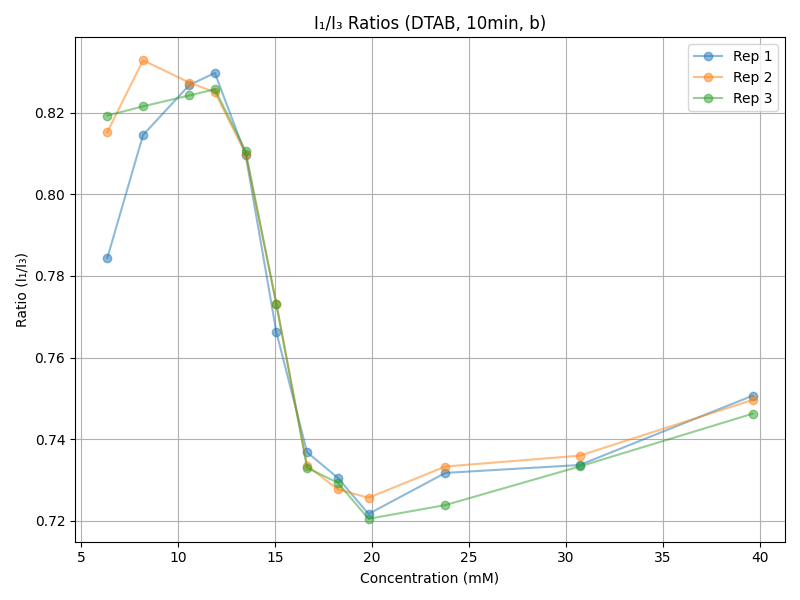 I₁/I₃ Ratios (DTAB, 10min, b)
Rep 1
Rep 2
Rep 3
Ratio (I₁/I₃)
0.82
0.80
0.78
0.76
0.74
0.72
5 10 15 20 25 30 35 40
Concentration (mM)